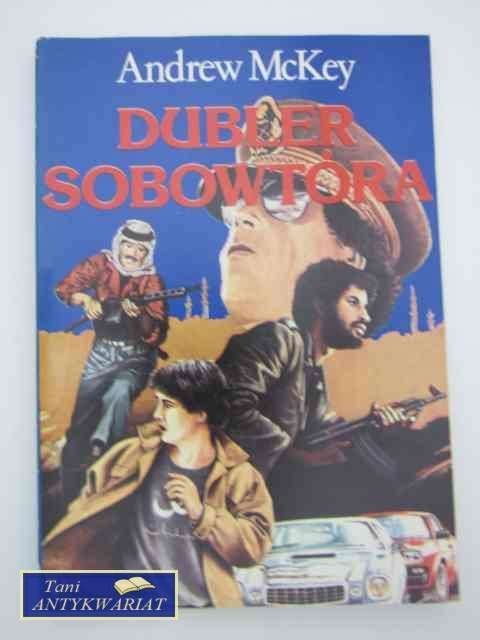 Andrew McKey
DUBLER
SOBOWTÓRA
Tani
ANTYKWARIAT